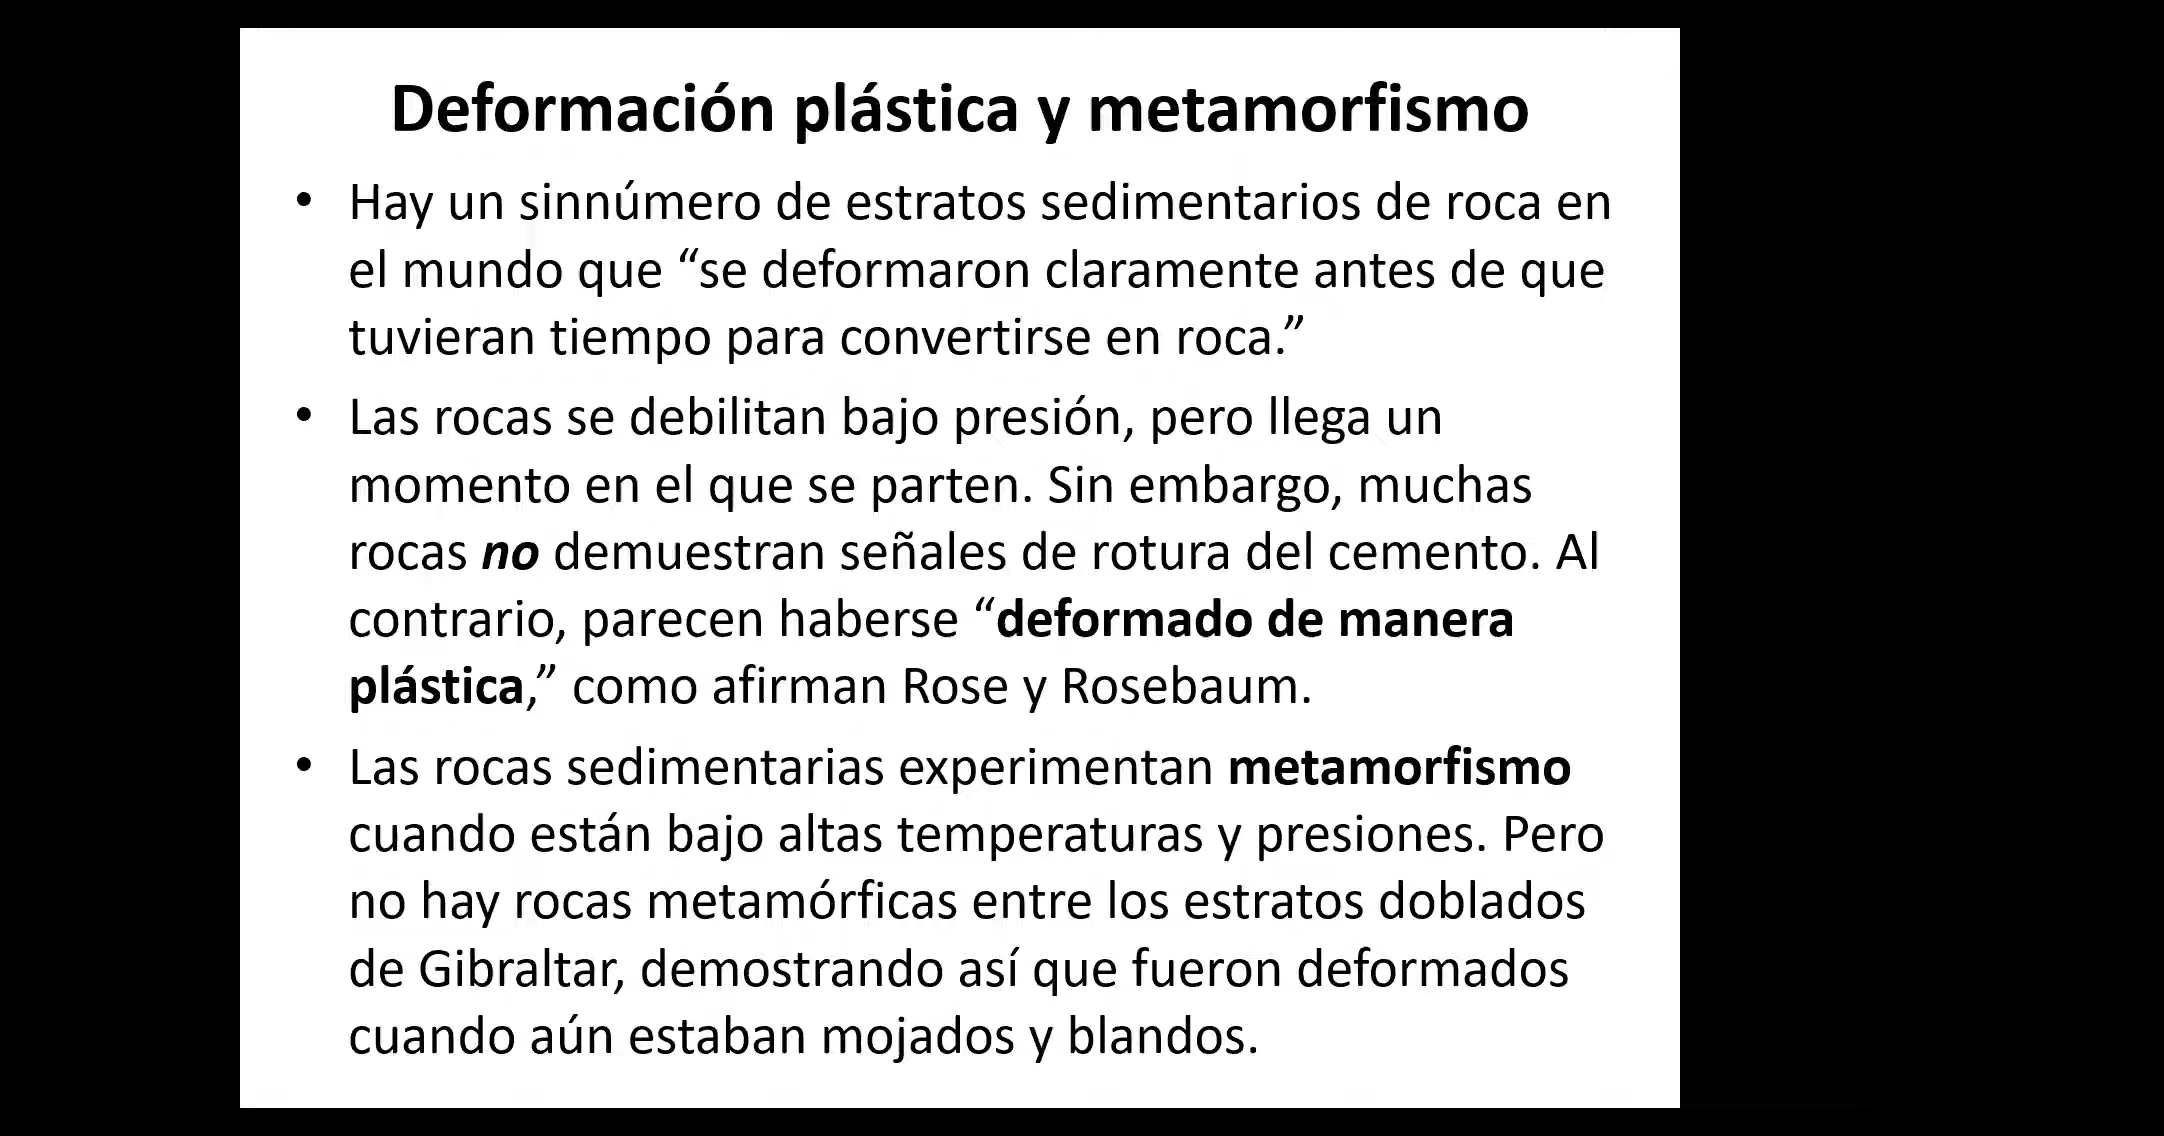 Deformación plástica y metamorfismo
• Hay un sinnúmero de estratos sedimentarios de roca en
el mundo que “se deformaron claramente antes de que
tuvieran tiempo para convertirse en roca.”
• Las rocas se debilitan bajo presión, pero llega un
momento en el que se parten. Sin embargo, muchas
rocas no demuestran señales de rotura del cemento. Al
contrario, parecen haberse “deformado de manera
plástica,” como afirman Rose y Rosebaum.
• Las rocas sedimentarias experimentan metamorfismo
cuando están bajo altas temperaturas y presiones. Pero
no hay rocas metamórficas entre los estratos doblados
de Gibraltar, demostrando así que fueron deformados
cuando aún estaban mojados y blandos.